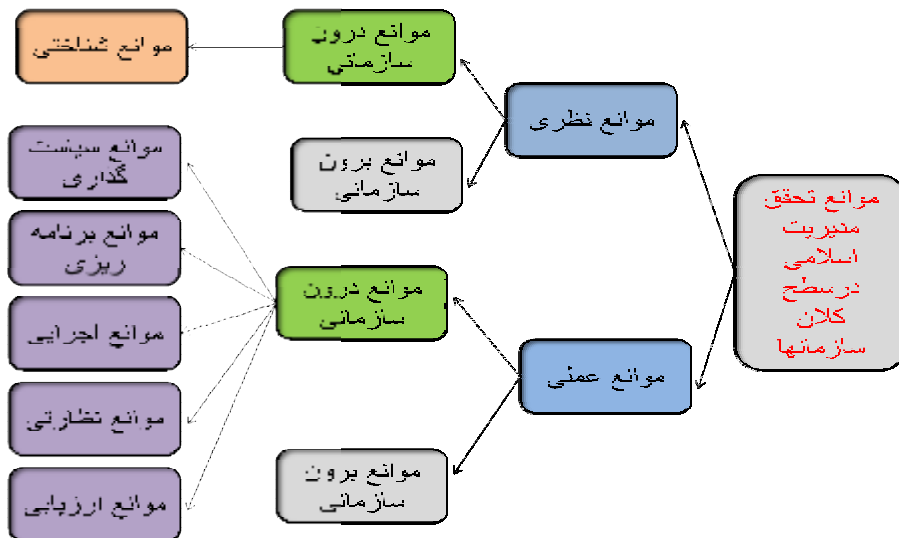 موانع تحقق
مدیریت
اسلامی
درسطح
کلان
سازمانها
موانع نظری
موانع درون
سازمانی
موانع شناختی
موانع برون
سازمانی
موانع عملی
موانع درون
سازمانی
موانع سیاست
گذاری
موانع برنامه
ریزی
موانع اجرایی
موانع نظارتی
موانع ارزیابی
موانع برون
سازمانی